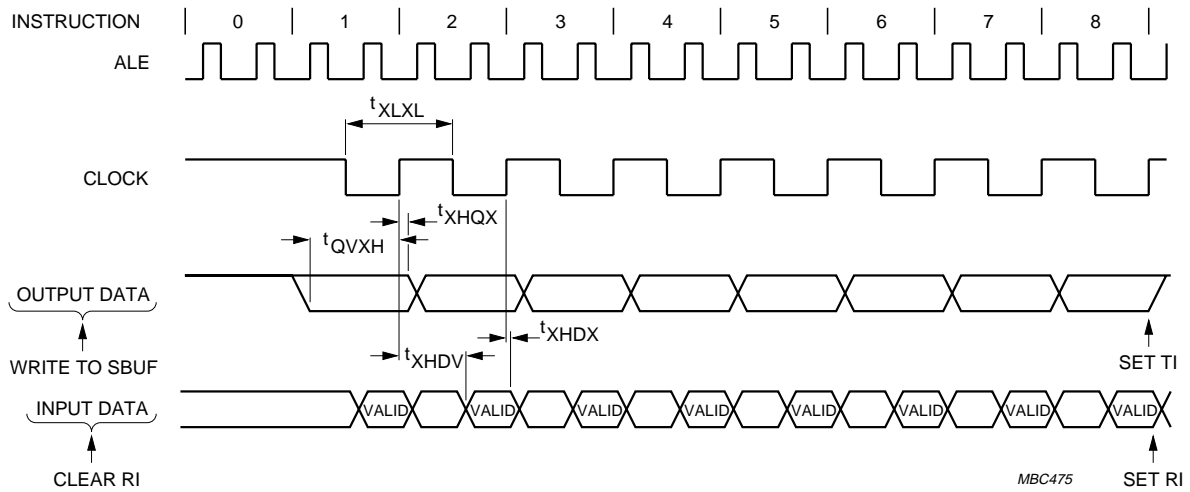 INSTRUCTION | 0 | 1 | 2 | 3 | 4 | 5 | 6 | 7 | 8 |
ALE
tXLXL
CLOCK
tXHQX
tQVXH
OUTPUT DATA
tXHDX
WRITE TO SBUF
tXHDV
SET TI
INPUT DATA
VALID VALID VALID VALID VALID VALID VALID VALID
CLEAR RI
MBC475
SET RI